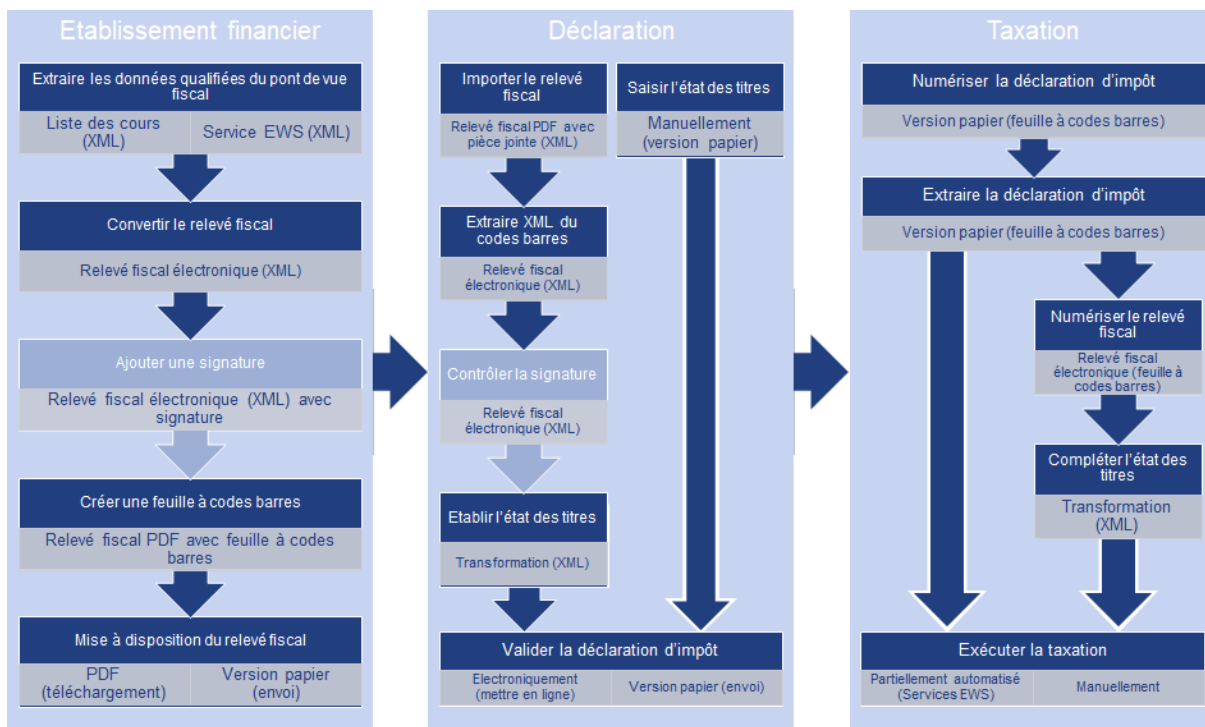 Etablissement financier
Extraire les données qualifiées du pont de vue
fiscal
Liste des cours
(XML)
Service EWS (XML)
Convertir le relevé fiscal
Relevé fiscal électronique (XML)
Ajouter une signature
Relevé fiscal électronique (XML) avec
signature
Créer une feuille à codes barres
Relevé fiscal PDF avec feuille à codes
barres
Mise à disposition du relevé fiscal
PDF
(téléchargement)
Version papier
(envoi)
Déclaration
Importer le relevé
fiscal
Relevé fiscal PDF avec
pièce jointe (XML)
Saisir l'état des titres
Manuellement
(version papier)
Extraire XML du
codes barres
Relevé fiscal
électronique (XML)
Contrôler la signature
Relevé fiscal
électronique (XML)
Etablir l'état des titres
Transformation (XML)
Valider la déclaration d'impôt
Electroniquement
(mettre en ligne)
Version papier (envoi)
Taxation
Numériser la déclaration d'impôt
Version papier (feuille à codes barres)
Extraire la déclaration d'impôt
Version papier (feuille à codes barres)
Numériser le relevé
fiscal
Relevé fiscal
électronique (feuille à
codes barres)
Compléter l'état des
titres
Transformation
(XML)
Exécuter la taxation
Partiellement automatisé
(Services EWS)
Manuellement